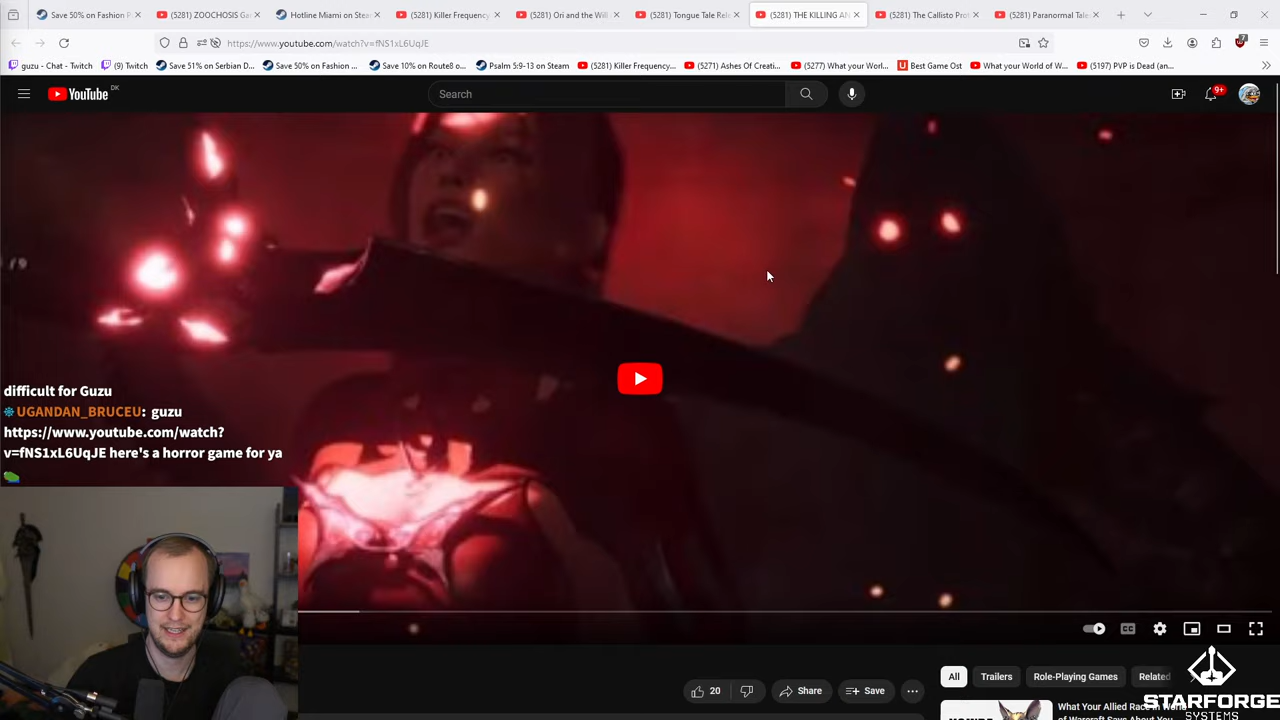 Save 50% on Fashion P
(5281) ZOOCHOSIS Ga
Hotline Miami on Stea
(5281) Killer Frequency
(5281) Ori and the Will
(5281) Tongue Tale Rel
(5281) THE KILLING AN
(5281) The Callisto Prot
(5281) Paranormal Tale
https://www.youtube.com/watch?v=fNS1xL6UqJE
7
guzu - Chat - Twitch
(9) Twitch
Save 51% on Serbian D...
Save 50% on Fashion ...
Save 10% on Route8 o...
Psalm 5:9-13 on Steam
(5281) Killer Frequency...
(5271) Ashes Of Creati...
(5277) What your Worl...
Best Game Ost
What your World of W...
(5197) PVP is Dead (an...
YouTube DK
Search
9+
/ 9
difficult for Guzu
UGANDAN_BRUCEU: guzu
https://www.youtube.com/watch?
v=fNS1xL6UqJE here's a horror game for ya
20
Share
Save
All
Trailers
Role-Playing Games
Related
STARFORGE
SYSTEMS
What Your Allied Race in World
of Warcraft Says About You